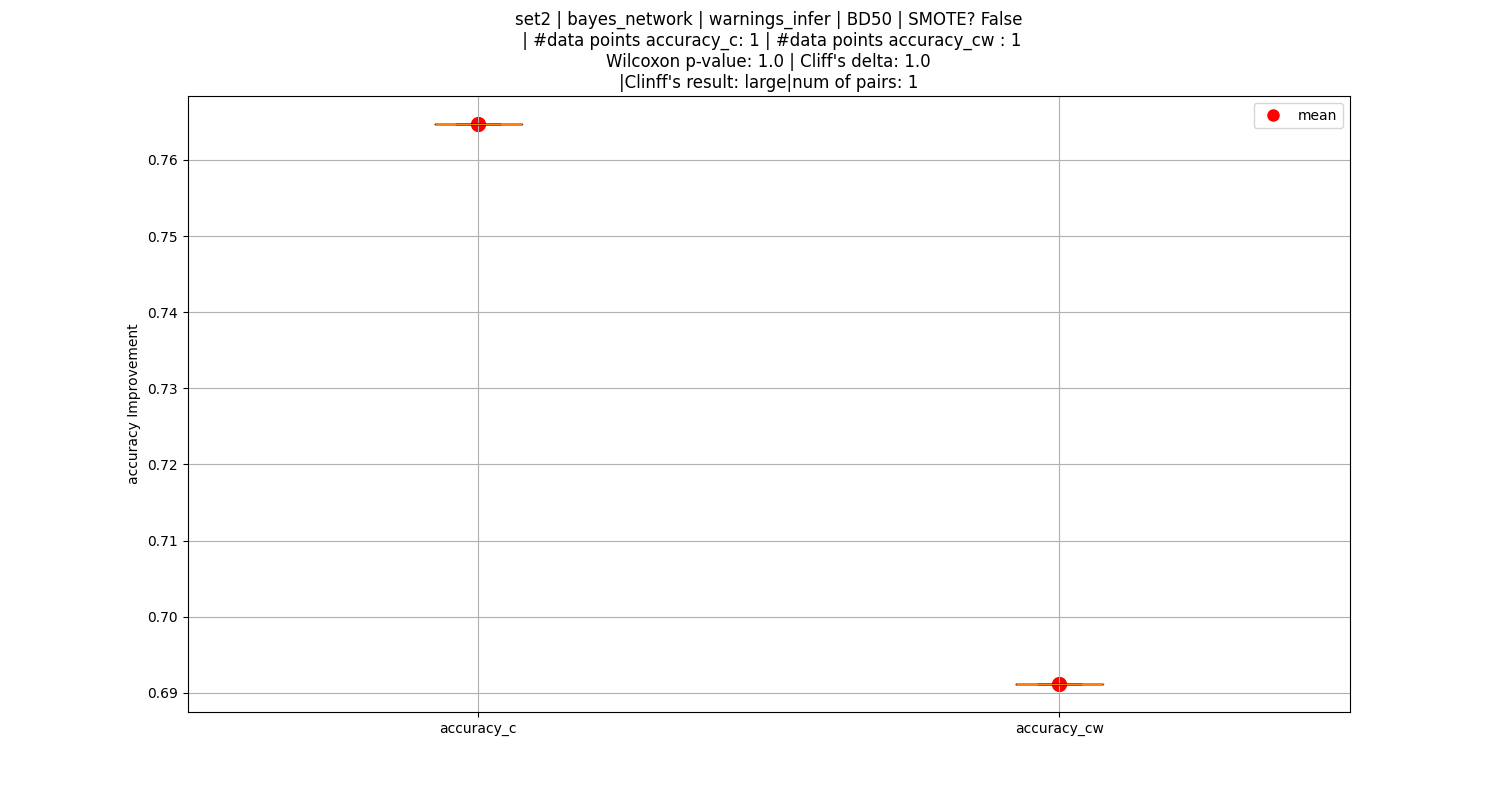 set2 | bayes_network | warnings_infer | BD50 | SMOTE? False
| #data points accuracy_c: 1 | #data points accuracy_cw : 1
Wilcoxon p-value: 1.0 | Cliff's delta: 1.0
|Clinff's result: large|num of pairs: 1
mean
accuracy Improvement
0.76
0.75
0.74
0.73
0.72
0.71
0.70
0.69
accuracy_c
accuracy_cw